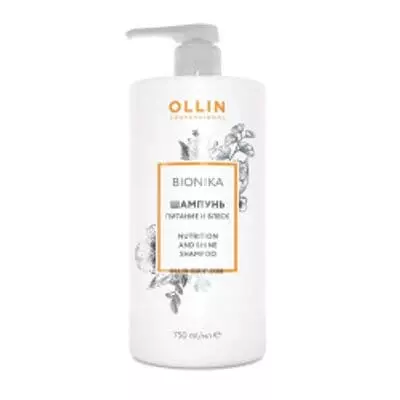 OLLIN
PROFESSIONAL
BIONIKA
ШАМПУНЬ
ПИТАНИЕ И БЛЕСК
NUTRITION
AND SHINE
SHAMPOO
750 ml/мл e